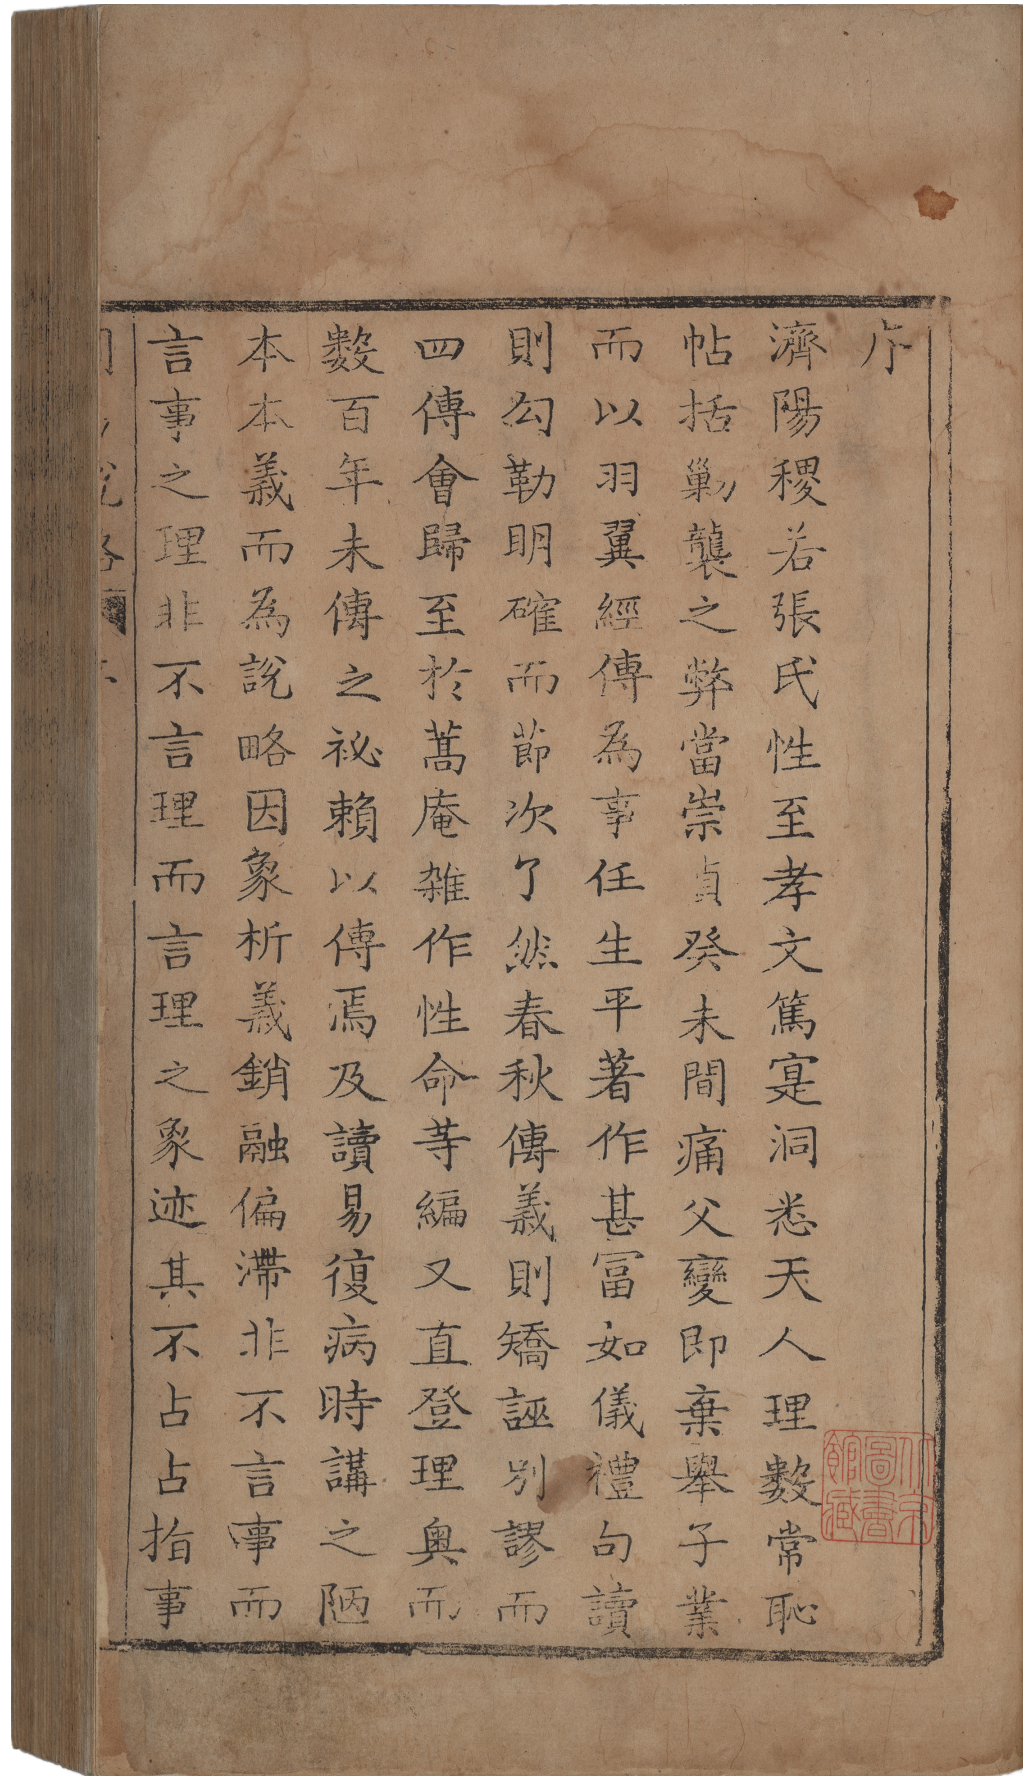 序
濟陽稷若張氏性至孝文篤寔洞悉天人理數常恥
帖括勦襲之弊當崇貞癸未間痛父變即棄舉子業
而以羽翼經傳為事任生平著作甚富如儀禮句讀
則勾勒明確而節次了然春秋傳義則矯誣別謬而
四傳會歸至於蒿庵雜作性命等編又直登理奧而
數百年未傳之祕賴以傳焉及讀易復病時講之陋
本本義而為說略因象析義銷融偏滯非不言事而
言事之理非不言理而言理之象迹其不占占指事